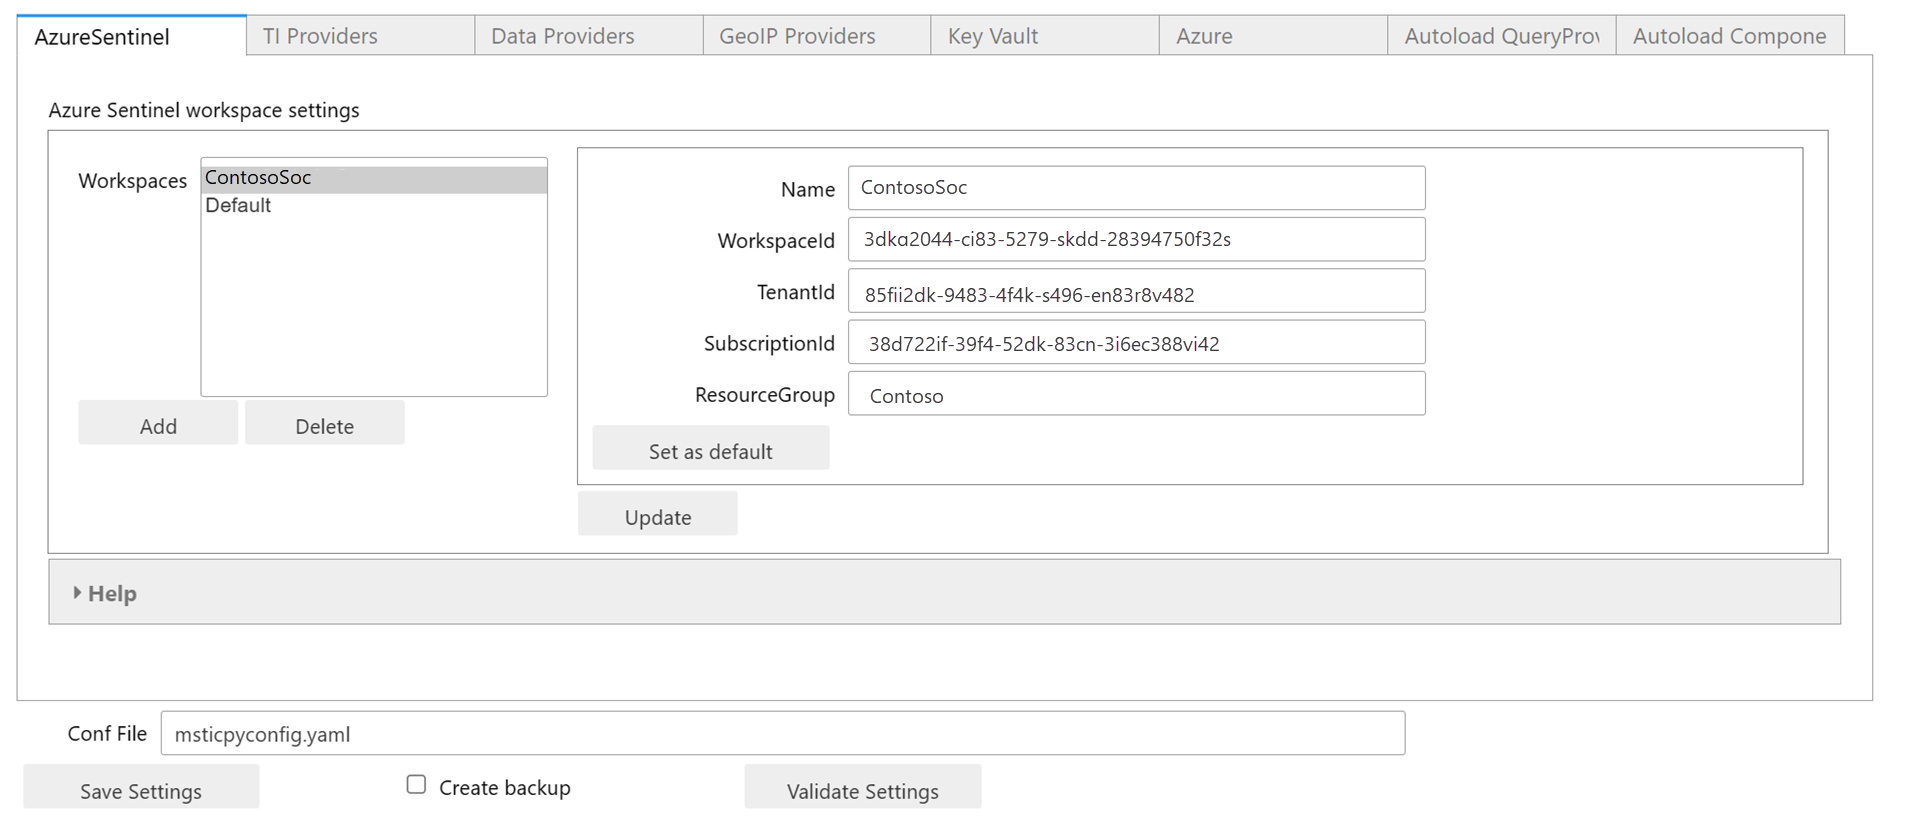 AzureSentinel TI Providers Data Providers GeoIP Providers Key Vault Azure Autoload QueryProv Autoload Compone
Azure Sentinel workspace settings
Workspaces
ContosoSoc
Default
Add Delete
Name ContosoSoc
WorkspaceId 3dka2044-ci83-5279-skdd-28394750f32s
TenantId 85fii2dk-9483-4f4k-s496-en83r8v482
SubscriptionId 38d722if-39f4-52dk-83cn-3i6ec388vi42
ResourceGroup Contoso
Set as default
Update
Help
Conf File msticpyconfig.yaml
Save Settings Create backup Validate Settings